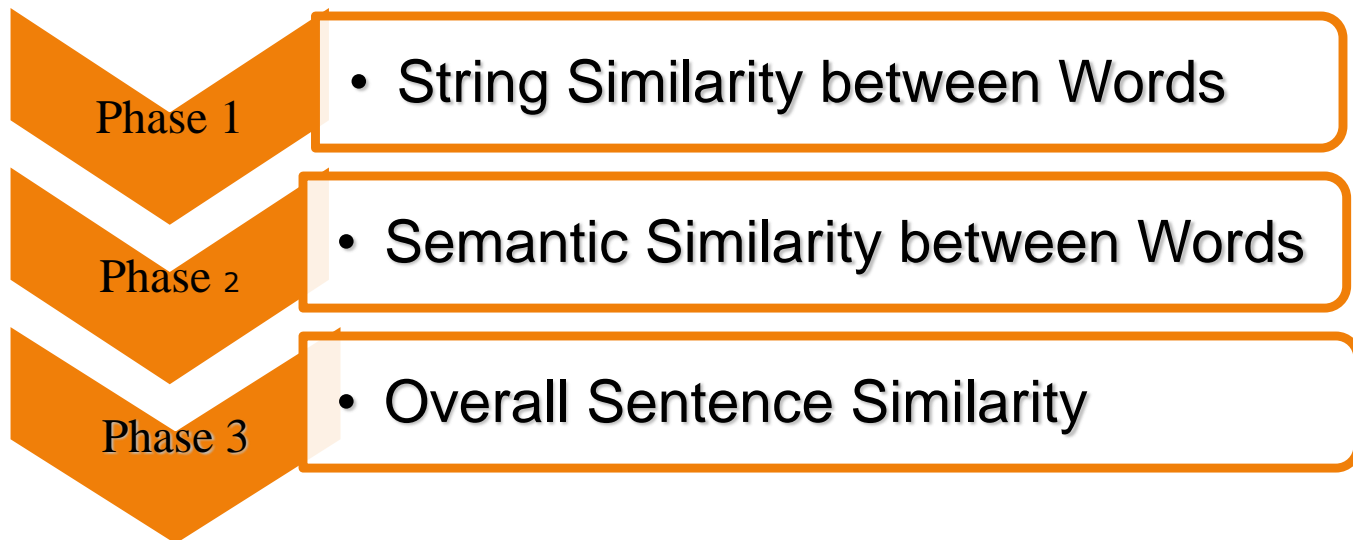 Phase 1
• String Similarity between Words
Phase 2
• Semantic Similarity between Words
Phase 3
• Overall Sentence Similarity